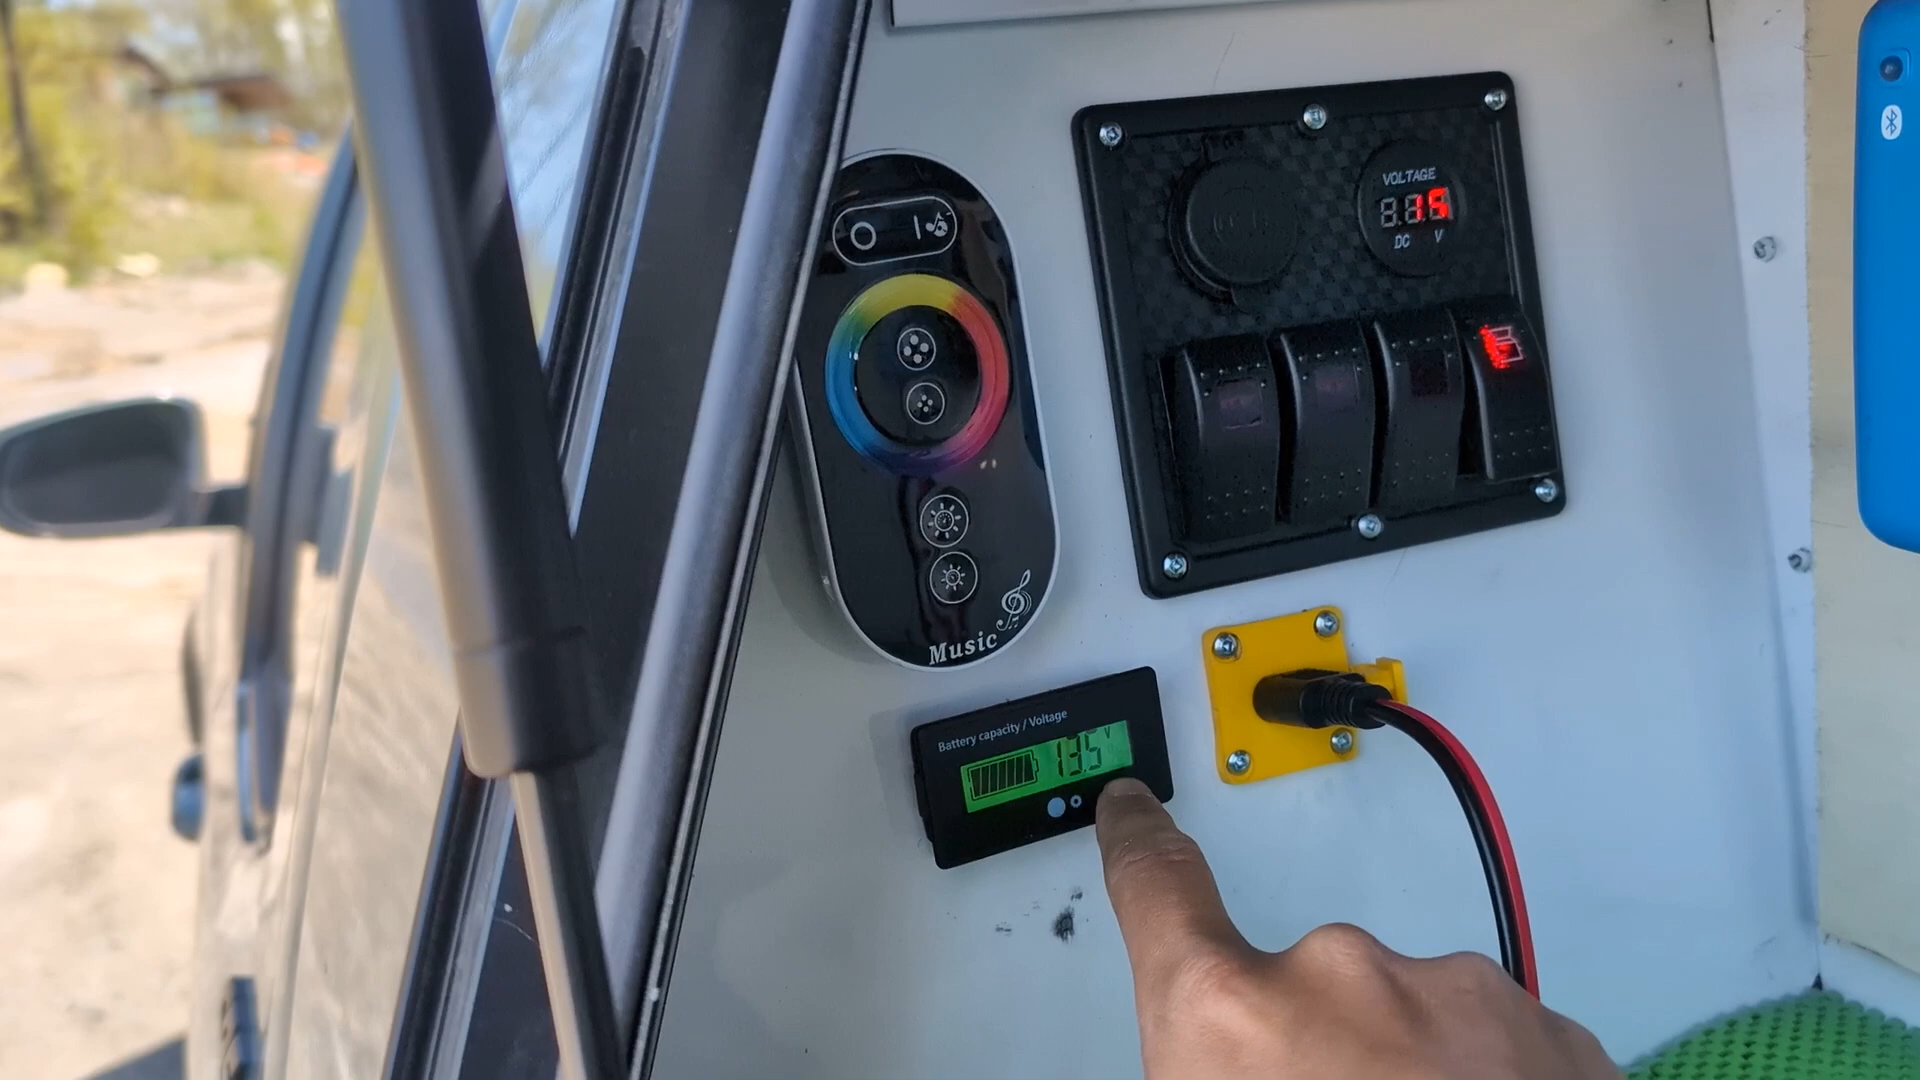 VOLTAGE
DC V
Music
Battery capacity / Voltage
13.5 V